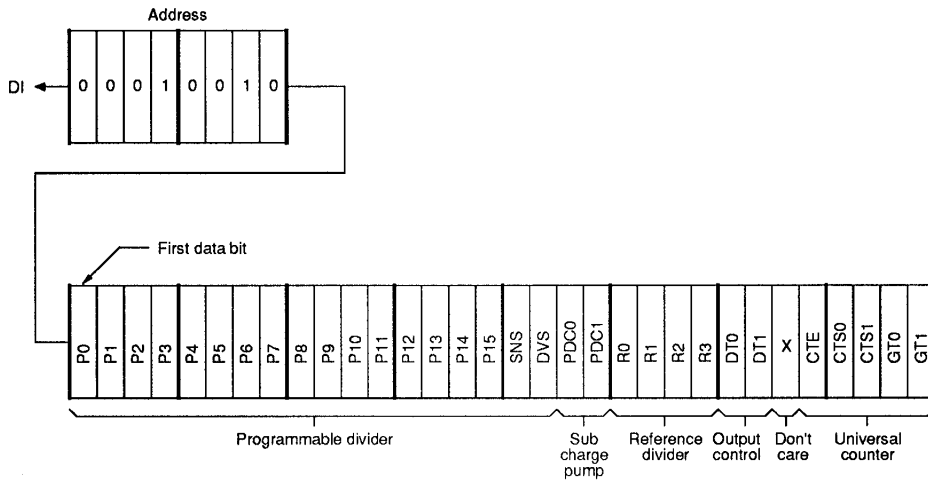 Address
DI 0 0 0 1 0 0 1 0
First data bit
P0 P1 P2 P3 P4 P5 P6 P7 P8 P9 P10 P11 P12 P13 P14 P15 SNS DVS PDC0 PDC1 R0 R1 R2 R3 DT0 DT1 X CTE CTS0 CTS1 GT0 GT1
Programmable divider Sub Reference Output Don't Universal
charge divider control care counter
pump